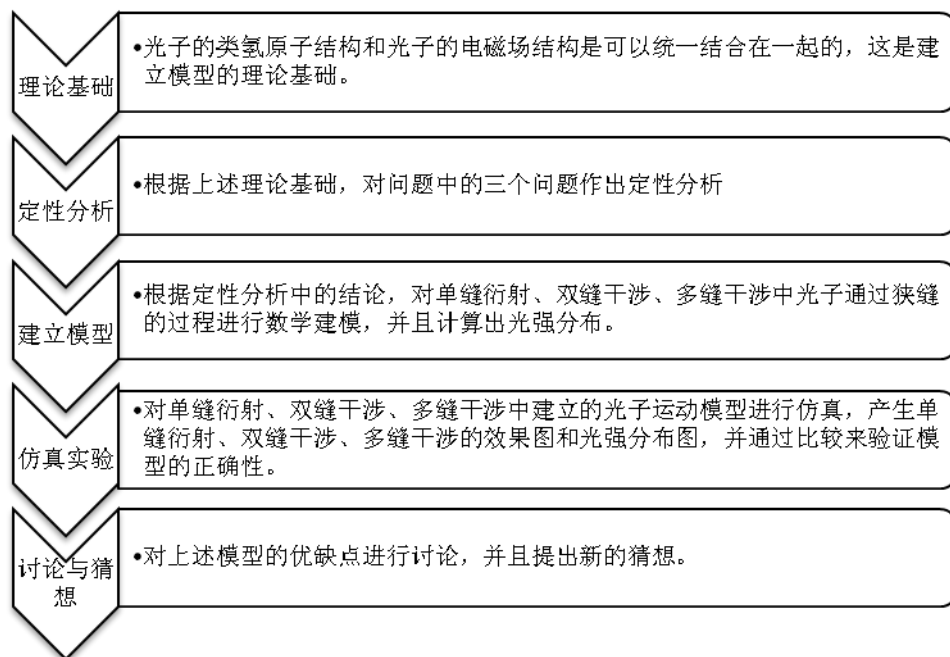 理论基础
•光子的类氢原子结构和光子的电磁场结构是可以统一结合在一起的，这是建
立模型的理论基础。
定性分析
•根据上述理论基础，对问题中的三个问题作出定性分析
建立模型
•根据定性分析中的结论，对单缝衍射、双缝干涉、多缝干涉中光子通过狭缝
的过程进行数学建模，并且计算出光强分布。
仿真实验
•对单缝衍射、双缝干涉、多缝干涉中建立的光子运动模型进行仿真，产生单
缝衍射、双缝干涉、多缝干涉的效果图和光强分布图，并通过比较来验证模
型的正确性。
讨论与猜
想
•对上述模型的优缺点进行讨论，并且提出新的猜想。